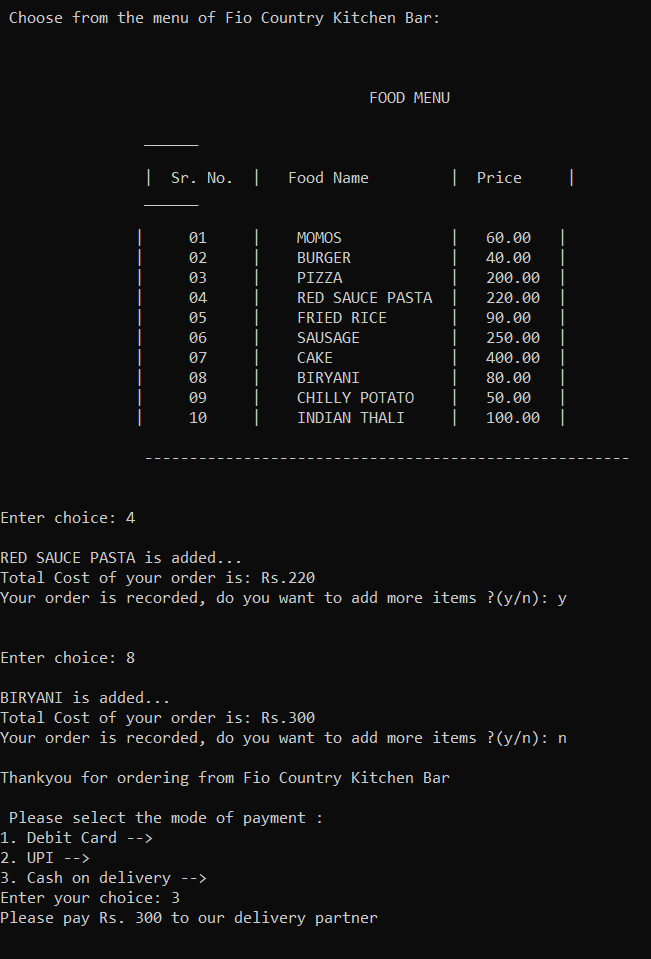 Choose from the menu of Fio Country Kitchen Bar:
FOOD MENU
______
| Sr. No. | Food Name | Price |
______
| 01 | MOMOS | 60.00 |
| 02 | BURGER | 40.00 |
| 03 | PIZZA | 200.00 |
| 04 | RED SAUCE PASTA | 220.00 |
| 05 | FRIED RICE | 90.00 |
| 06 | SAUSAGE | 250.00 |
| 07 | CAKE | 400.00 |
| 08 | BIRYANI | 80.00 |
| 09 | CHILLY POTATO | 50.00 |
| 10 | INDIAN THALI | 100.00 |
------------------------------------------------------
Enter choice: 4
RED SAUCE PASTA is added...
Total Cost of your order is: Rs.220
Your order is recorded, do you want to add more items ?(y/n): y
Enter choice: 8
BIRYANI is added...
Total Cost of your order is: Rs.300
Your order is recorded, do you want to add more items ?(y/n): n
Thankyou for ordering from Fio Country Kitchen Bar
Please select the mode of payment :
1. Debit Card -->
2. UPI -->
3. Cash on delivery -->
Enter your choice: 3
Please pay Rs. 300 to our delivery partner